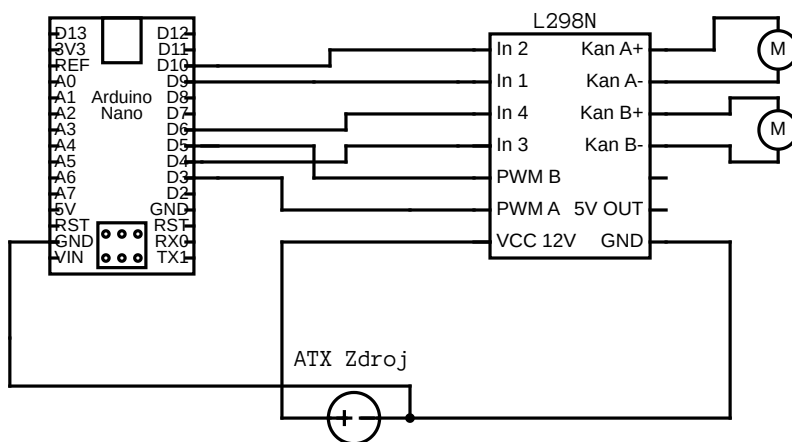 L298N
D13
3V3
REF
A0
A1
A2
A3
A4
A5
A6
A7
5V
RST
GND
VIN
Arduino
Nano
D12
D11
D10
D9
D8
D7
D6
D5
D4
D3
D2
GND
RST
RX0
TX1
In 2
In 1
In 4
In 3
PWM B
PWM A
VCC 12V
Kan A+
Kan A-
Kan B+
Kan B-
5V OUT
GND
M
M
ATX Zdroj